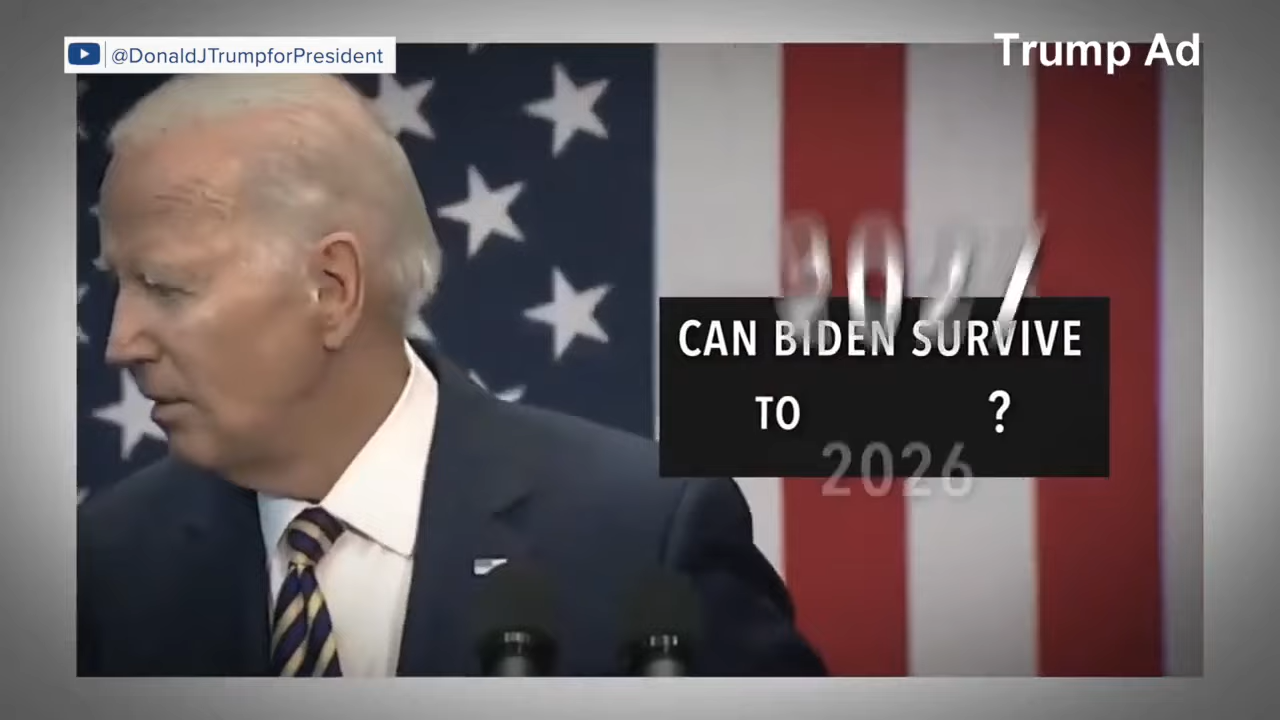 @DonaldJTrumpforPresident
Trump Ad
CAN BIDEN SURVIVE
TO ?
2026